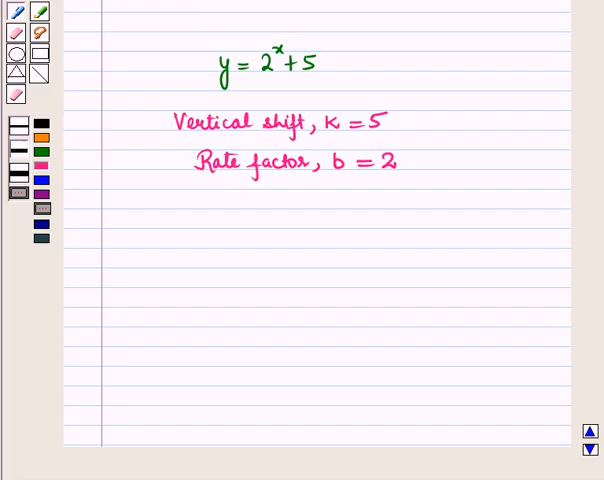 y = 2^x + 5
Vertical shift, K = 5
Rate factor, b = 2